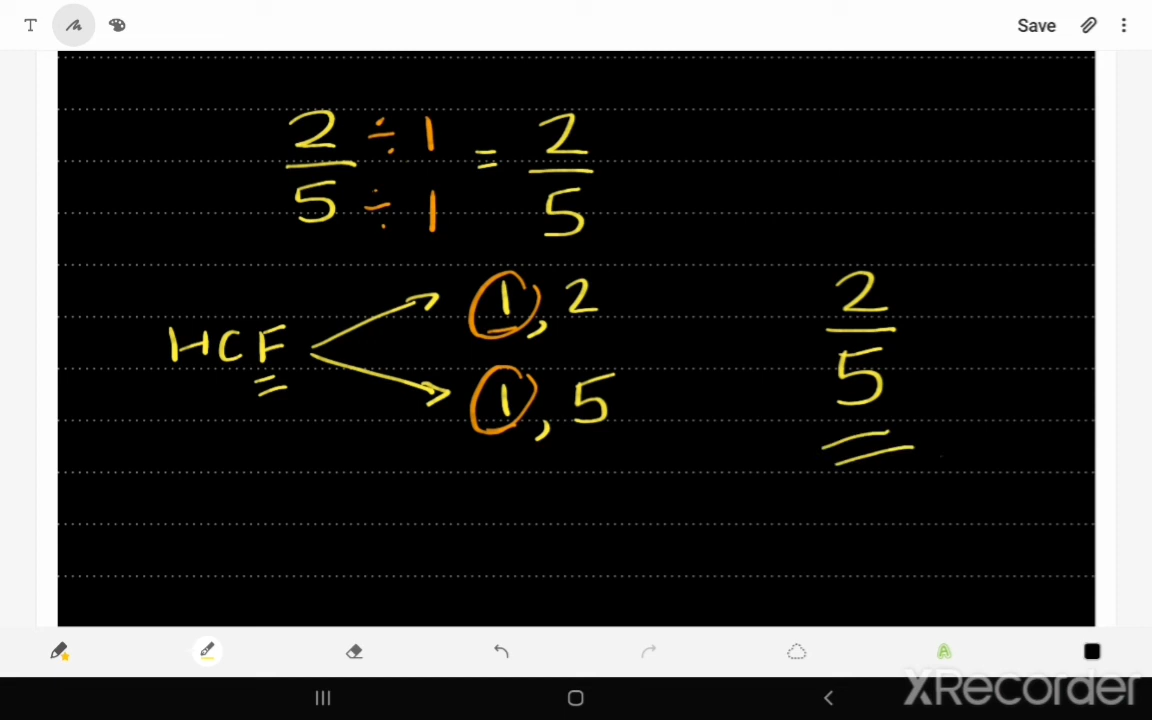 T Save
2 ÷ 1 = 2
5 ÷ 1 5
1, 2
HCF
1, 5
2
5
A
XRecorder